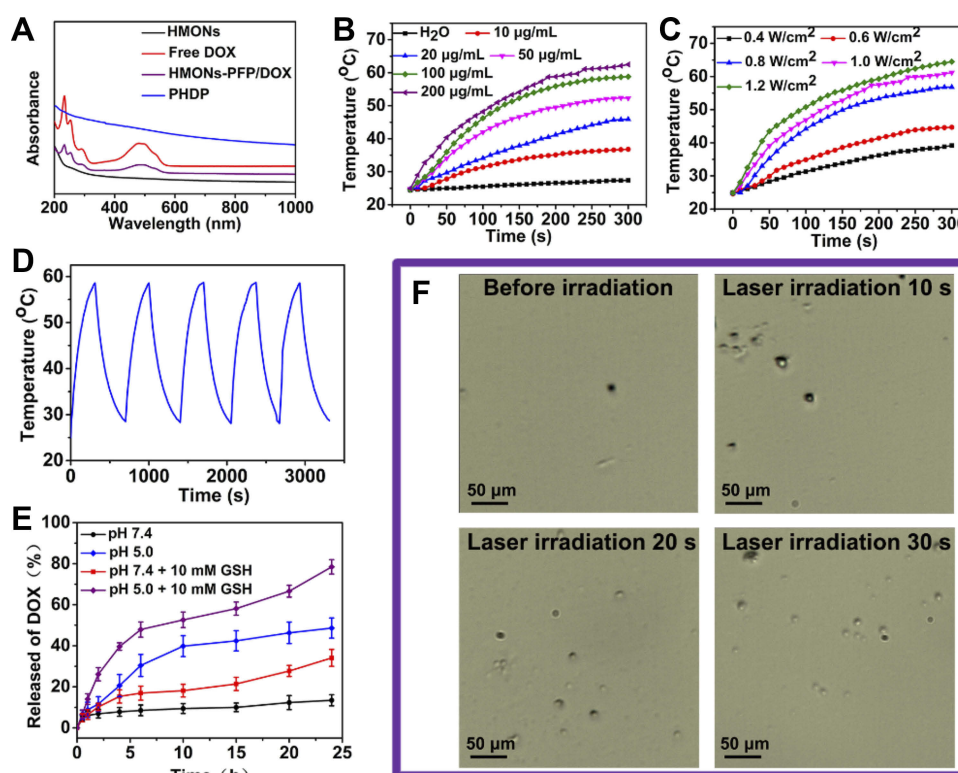 A
HMONs
Free DOX
HMONs-PFP/DOX
PHDP
Absorbance
200 400 600 800 1000
Wavelength (nm)
B
70
60
50
40
30
20
Temperature (°C)
H₂O 10 µg/mL
20 µg/mL 50 µg/mL
100 µg/mL
200 µg/mL
0 50 100 150 200 250 300
Time (s)
C
70
60
50
40
30
20
Temperature (°C)
0.4 W/cm² 0.6 W/cm²
0.8 W/cm² 1.0 W/cm²
1.2 W/cm²
0 50 100 150 200 250 300
Time (s)
D
60
50
40
30
20
Temperature (°C)
0 1000 2000 3000
Time (s)
E
100
80
60
40
20
0
Released of DOX (%)
pH 7.4
pH 5.0
pH 7.4 + 10 mM GSH
pH 5.0 + 10 mM GSH
0 5 10 15 20 25
Time (h)
F
Before irradiation
50 µm
Laser irradiation 10 s
50 µm
Laser irradiation 20 s
50 µm
Laser irradiation 30 s
50 µm